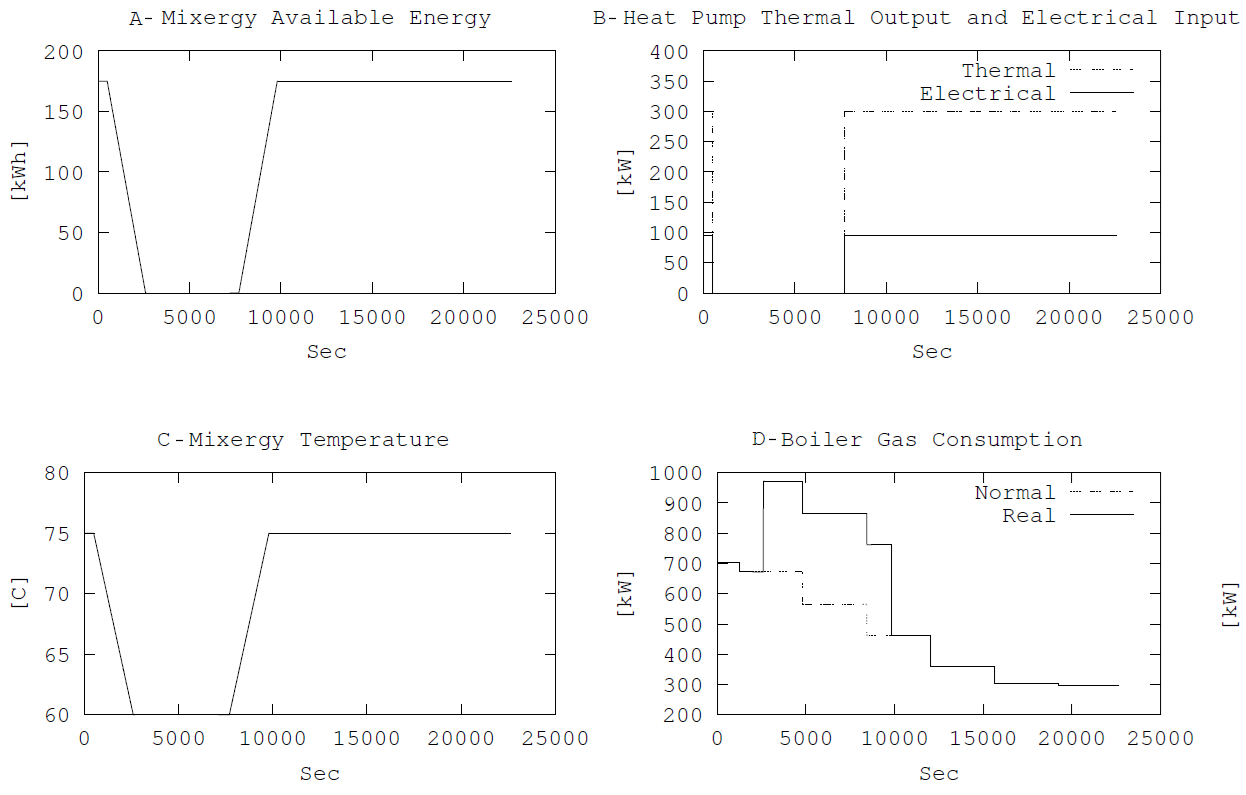 A- Mixergy Available Energy
200
150
100
50
0
[kWh]
0 5000 10000 15000 20000 25000
Sec
B- Heat Pump Thermal Output and Electrical Input
400
350
300
250
200
150
100
50
0
[kW]
Thermal
Electrical
0 5000 10000 15000 20000 25000
Sec
C-Mixergy Temperature
80
75
70
65
60
[C]
0 5000 10000 15000 20000 25000
Sec
D-Boiler Gas Consumption
1000
900
800
700
600
500
400
300
200
[kW]
Normal
Real
0 5000 10000 15000 20000 25000
Sec
[kW]